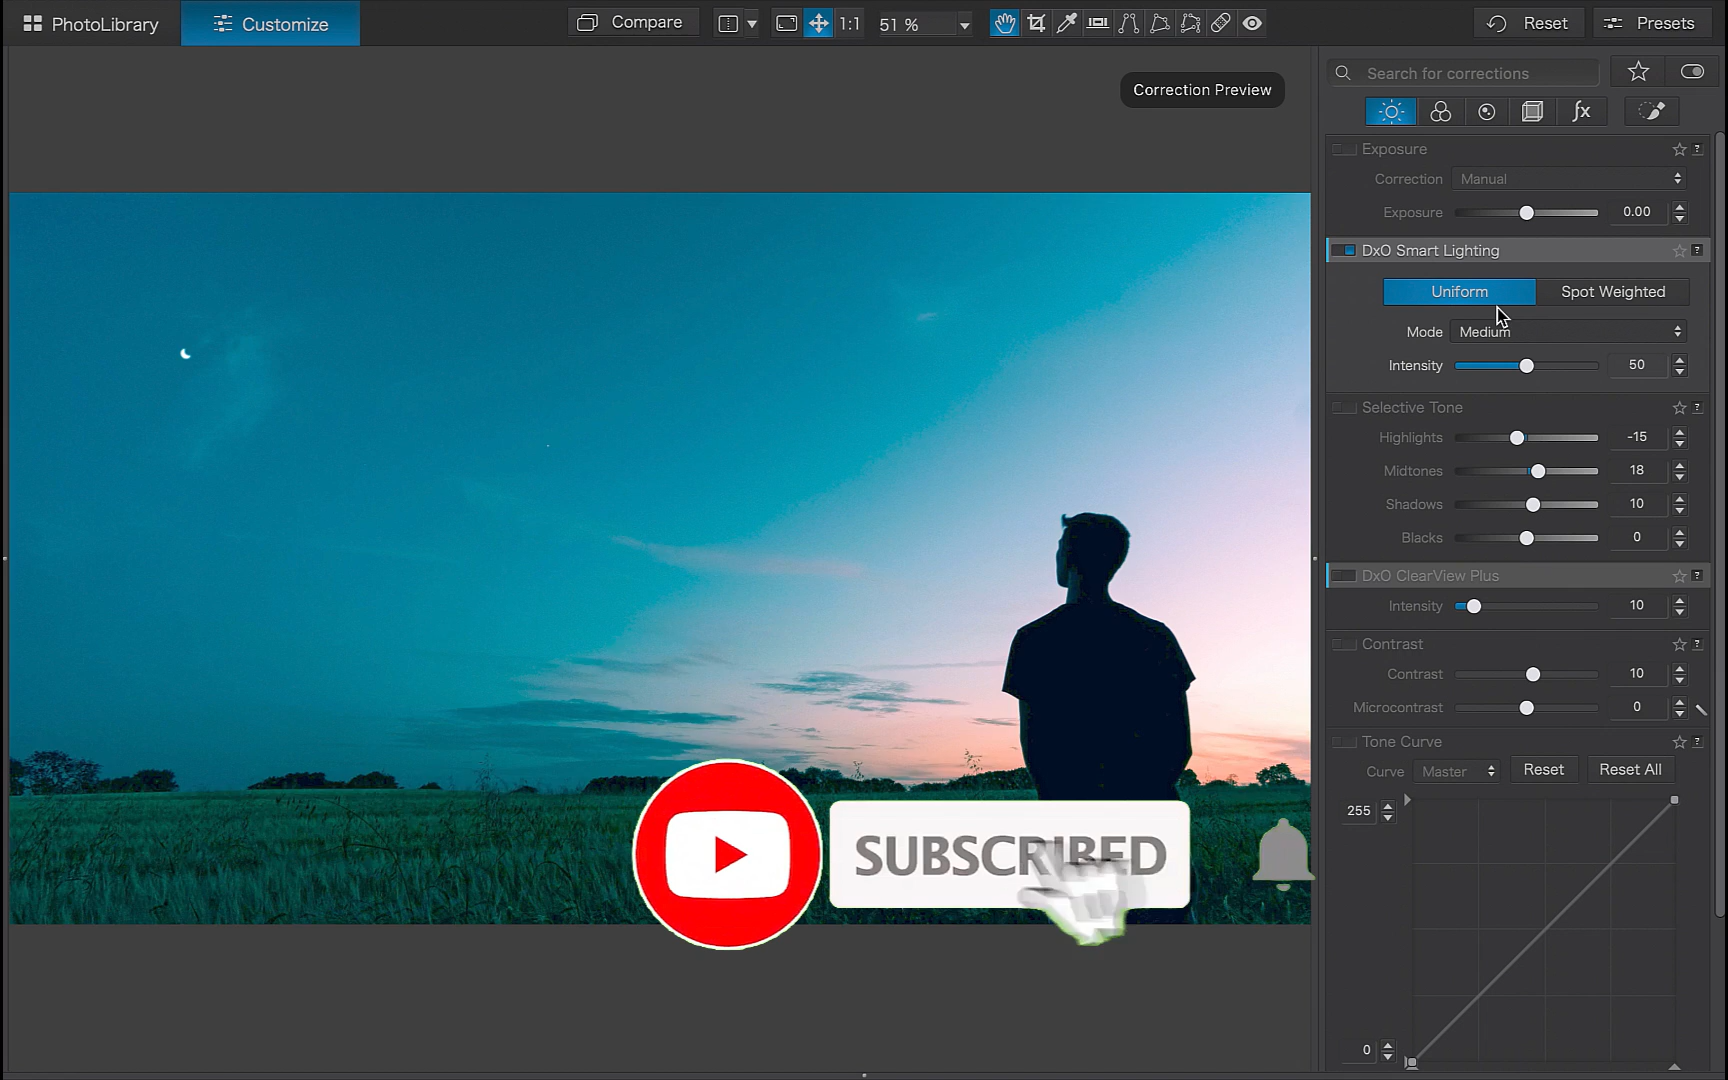 PhotoLibrary
Customize
Compare
1:1
51 %
Reset
Presets
Search for corrections
Correction Preview
fx
Exposure
?
Correction
Manual
Exposure
0.00
DxO Smart Lighting
?
Uniform
Spot Weighted
Mode
Medium
Intensity
50
Selective Tone
?
Highlights
-15
Midtones
18
Shadows
10
Blacks
0
DxO ClearView Plus
?
Intensity
10
Contrast
?
Contrast
10
Microcontrast
0
Tone Curve
?
Curve
Master
Reset
Reset All
255
0
SUBSCRIBED